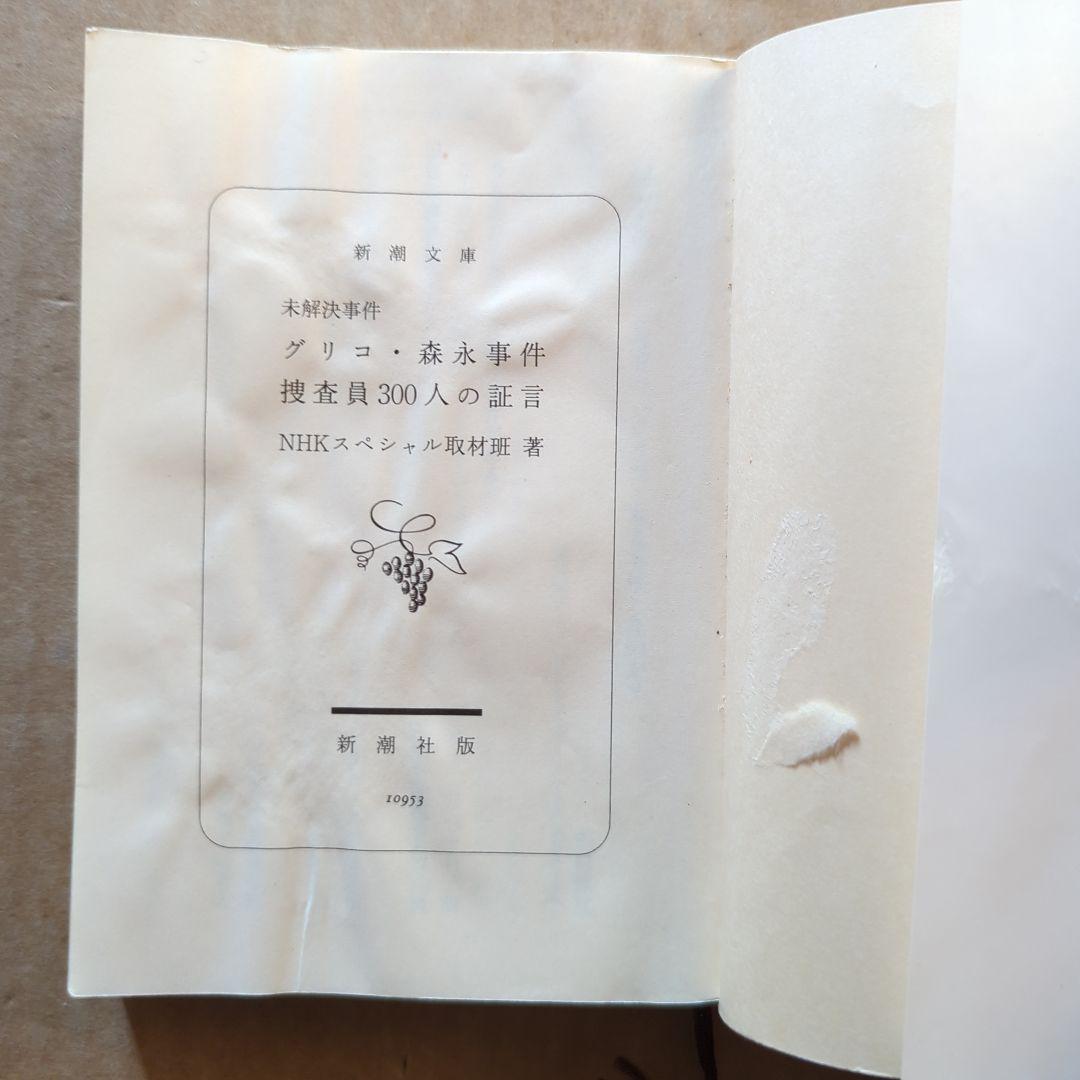 新潮文庫
未解決事件
グリコ・森永事件
捜査員300人の証言
NHKスペシャル取材班 著
新潮社版
10953